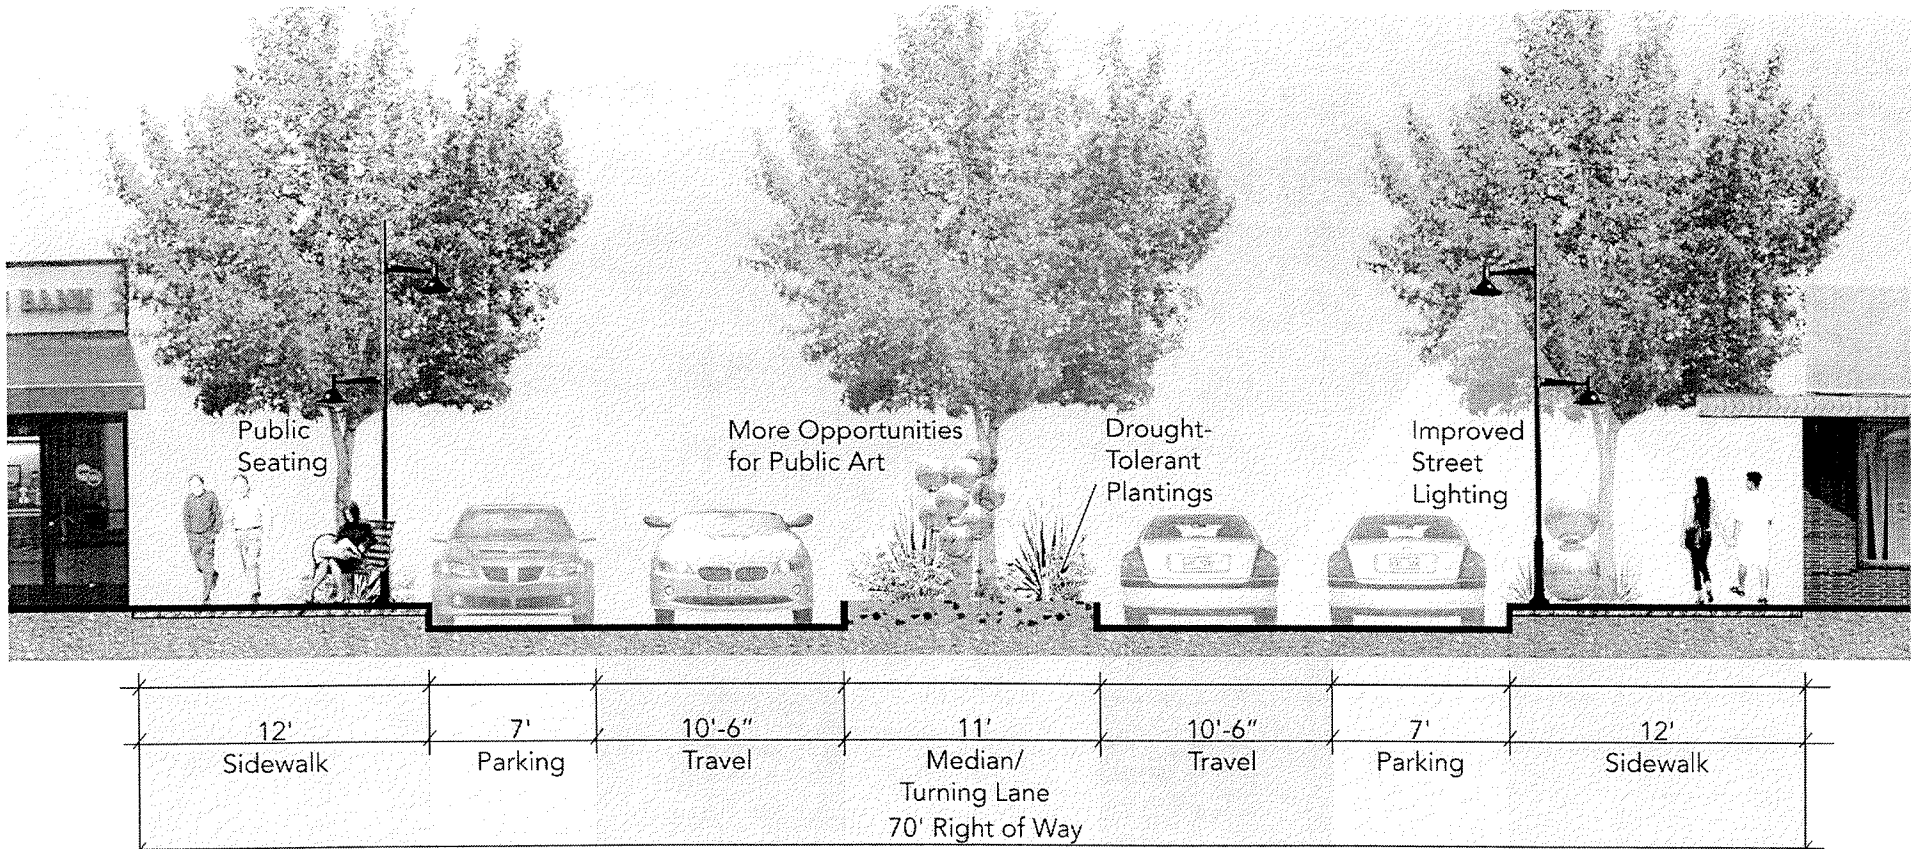 BANK
Public
Seating
More Opportunities
for Public Art
Drought-
Tolerant
Plantings
Improved
Street
Lighting
12' 7' 10'-6" 11' 10'-6" 7' 12'
Sidewalk Parking Travel Median/ Travel Parking Sidewalk
Turning Lane
70' Right of Way